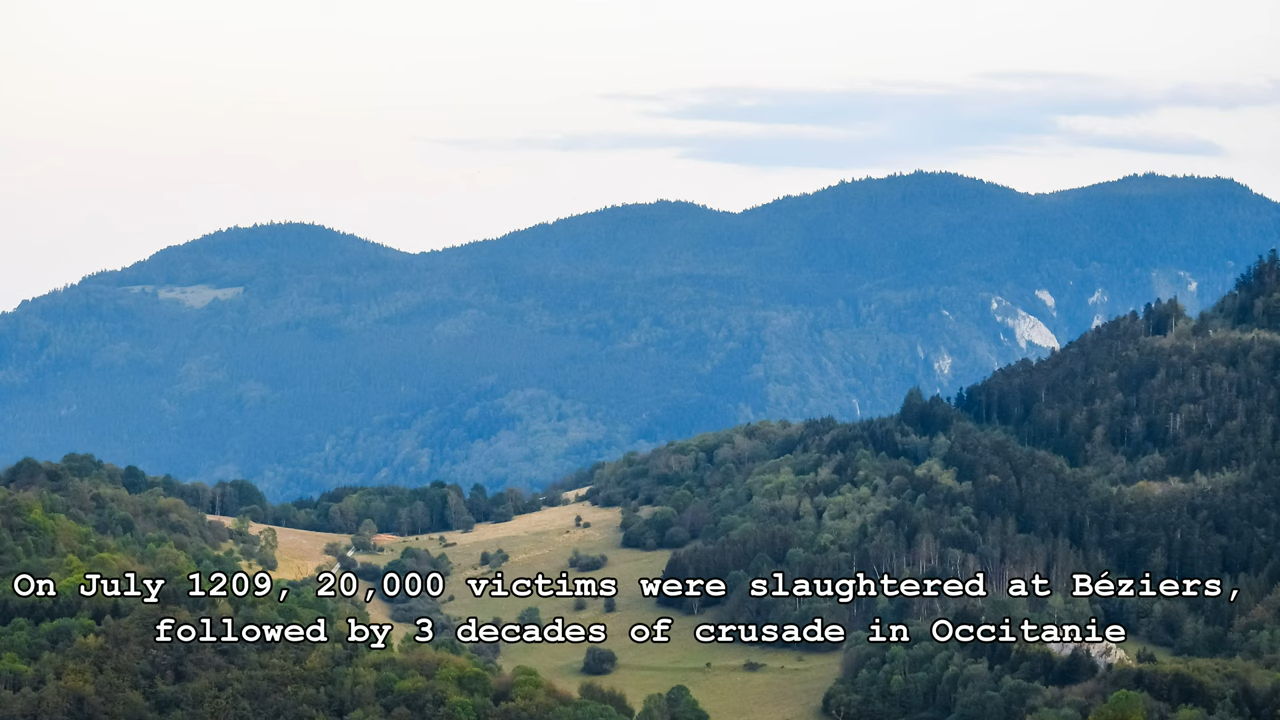 On July 1209, 20,000 victims were slaughtered at Béziers,
followed by 3 decades of crusade in Occitanie